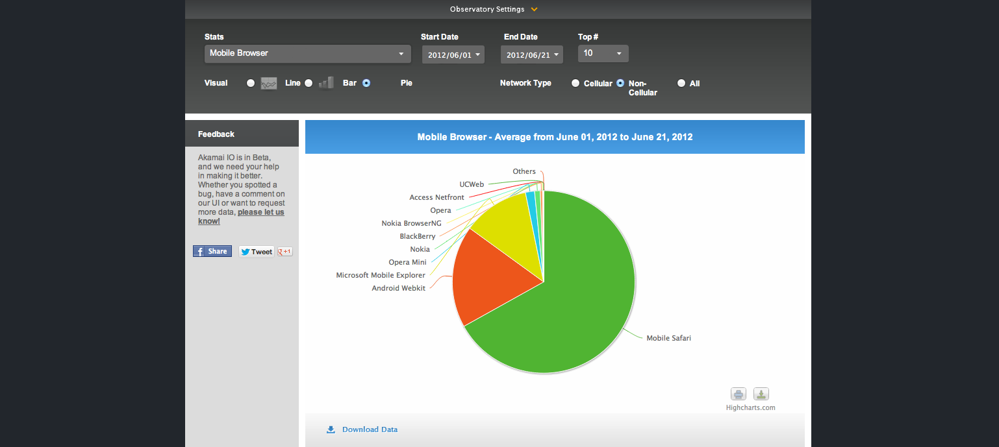 Observatory Settings
Stats
Start Date
End Date
Top #
Mobile Browser
2012/06/01
2012/06/21
10
Visual
Line
Bar
Pie
Network Type
Cellular
Non-
Cellular
All
Feedback
Akamai IO is in Beta,
and we need your help
in making it better.
Whether you spotted a
bug, have a comment on
our UI or want to request
more data, please let us
know!
f Share
Tweet
g +1
Mobile Browser - Average from June 01, 2012 to June 21, 2012
Others
UCWeb
Access Netfront
Opera
Nokia BrowserNG
BlackBerry
Nokia
Opera Mini
Microsoft Mobile Explorer
Android Webkit
Mobile Safari
Highcharts.com
Download Data